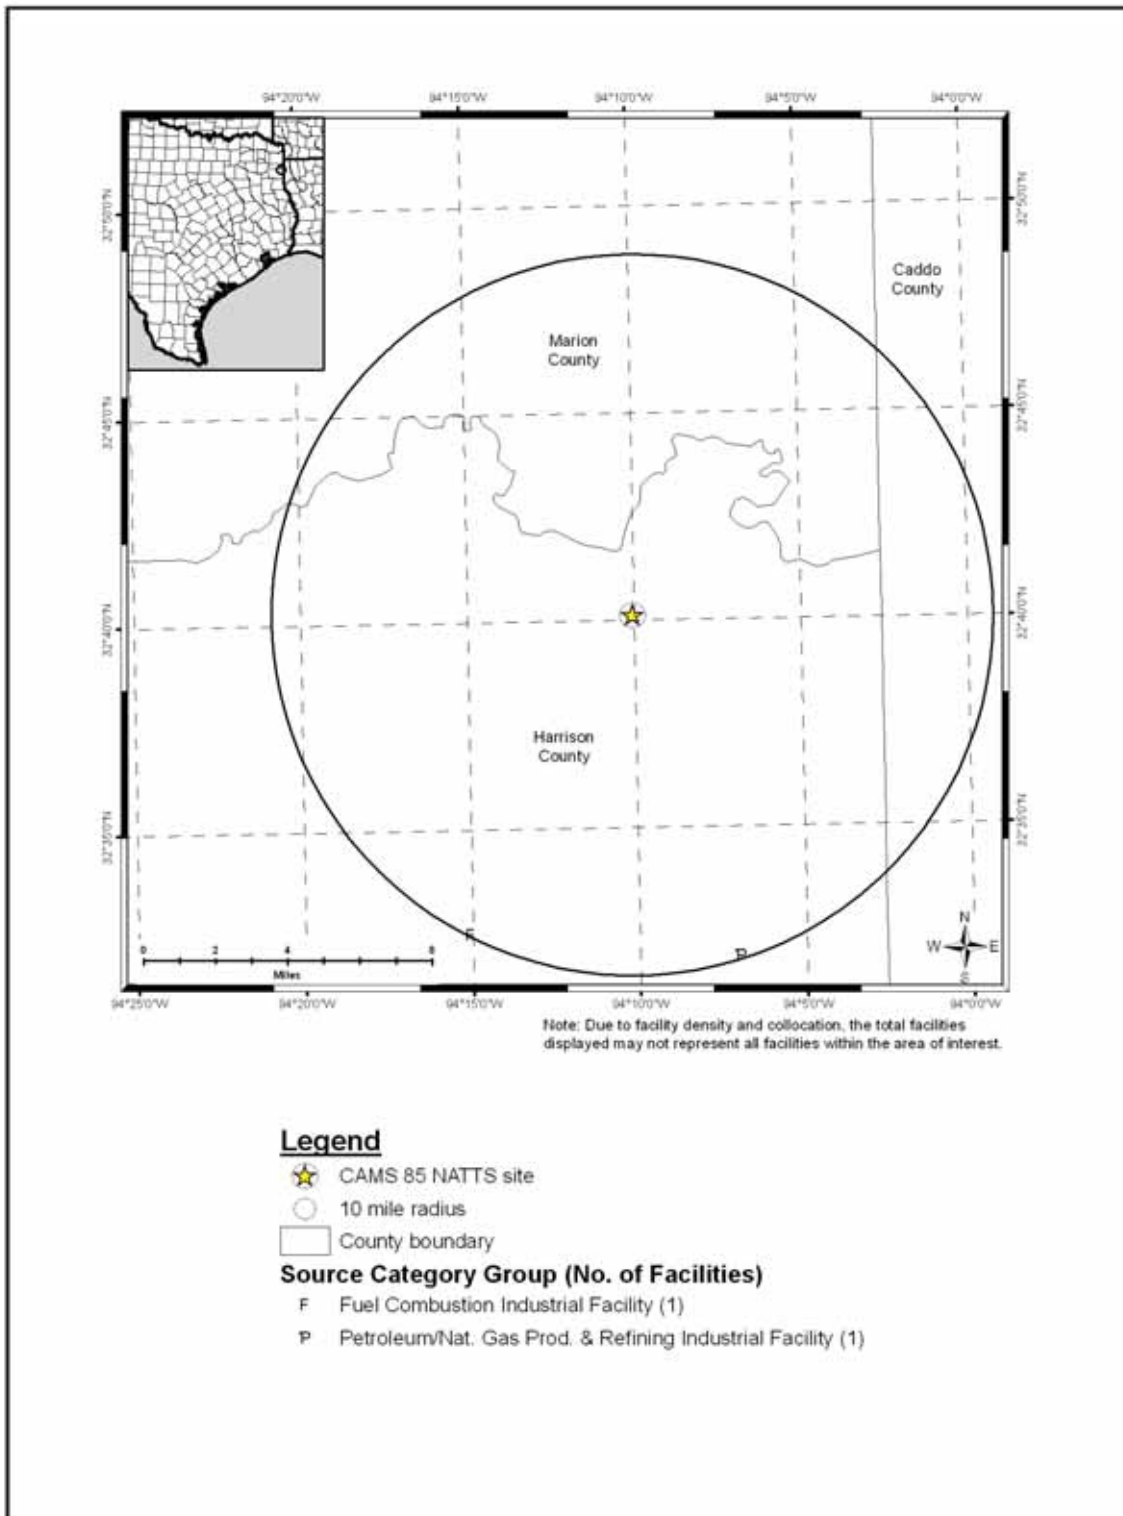 94°20'0"W 94°15'0"W 94°10'0"W 94°5'0"W 94°0'0"W
32°50'0"N
32°50'0"N
Caddo
County
Marion
County
32°45'0"N
32°45'0"N
32°40'0"N
32°40'0"N
Harrison
County
32°35'0"N
32°35'0"N
F
P
N
W E
S
0 2 4 8
Miles
94°25'0"W 94°20'0"W 94°15'0"W 94°10'0"W 94°5'0"W 94°0'0"W
Note: Due to facility density and collocation, the total facilities
displayed may not represent all facilities within the area of interest.
Legend
CAMS 85 NATTS site
10 mile radius
County boundary
Source Category Group (No. of Facilities)
F Fuel Combustion Industrial Facility (1)
P Petroleum/Nat. Gas Prod. & Refining Industrial Facility (1)